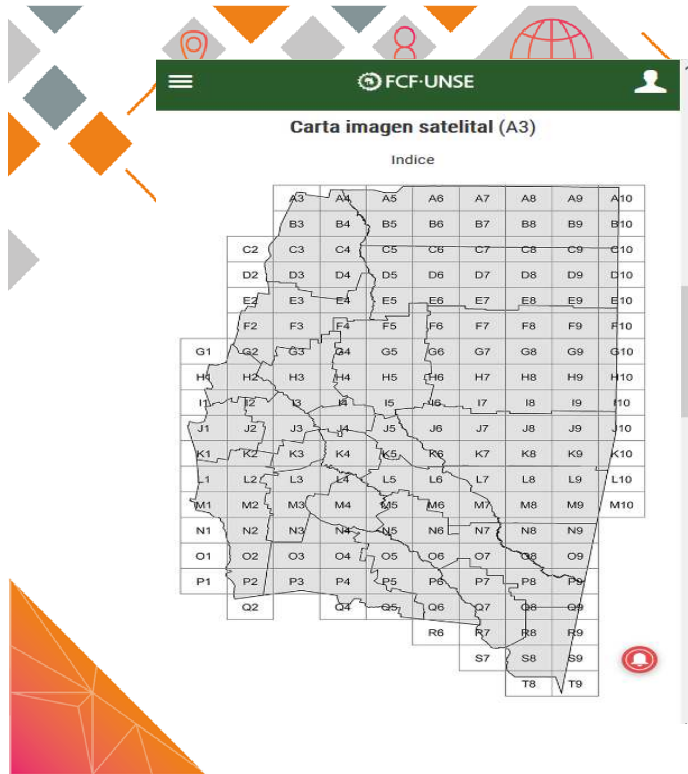 FCF·UNSE
Carta imagen satelital (A3)
Indice
A3 A4 A5 A6 A7 A8 A9 A10
B3 B4 B5 B6 B7 B8 B9 B10
C2 C3 C4 C5 C6 C7 C8 C9 C10
D2 D3 D4 D5 D6 D7 D8 D9 D10
E2 E3 E4 E5 E6 E7 E8 E9 E10
F2 F3 F4 F5 F6 F7 F8 F9 F10
G1 G2 G3 G4 G5 G6 G7 G8 G9 G10
H1 H2 H3 H4 H5 H6 H7 H8 H9 H10
I1 I2 I3 I4 I5 I6 I7 I8 I9 I10
J1 J2 J3 J4 J5 J6 J7 J8 J9 J10
K1 K2 K3 K4 K5 K6 K7 K8 K9 K10
L1 L2 L3 L4 L5 L6 L7 L8 L9 L10
M1 M2 M3 M4 M5 M6 M7 M8 M9 M10
N1 N2 N3 N4 N5 N6 N7 N8 N9
O1 O2 O3 O4 O5 O6 O7 O8 O9
P1 P2 P3 P4 P5 P6 P7 P8 P9
Q2 Q4 Q5 Q6 Q7 Q8 Q9
R6 R7 R8 R9
S7 S8 S9
T8 T9